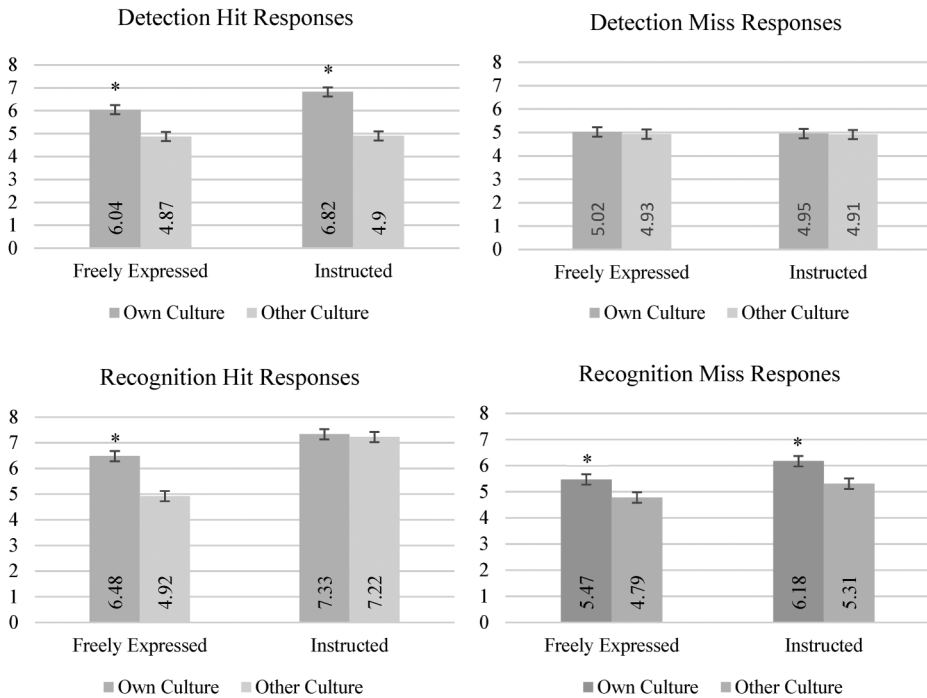 Detection Hit Responses
8
7
6
5
4
3
2
1
0
*
*
6.04
4.87
6.82
4.9
Freely Expressed
Instructed
Own Culture
Other Culture
Detection Miss Responses
8
7
6
5
4
3
2
1
0
5.02
4.93
4.95
4.91
Freely Expressed
Instructed
Own Culture
Other Culture
Recognition Hit Responses
8
7
6
5
4
3
2
1
0
*
6.48
4.92
7.33
7.22
Freely Expressed
Instructed
Own Culture
Other Culture
Recognition Miss Respones
8
7
6
5
4
3
2
1
0
*
*
5.47
4.79
6.18
5.31
Freely Expressed
Instructed
Own Culture
Other Culture